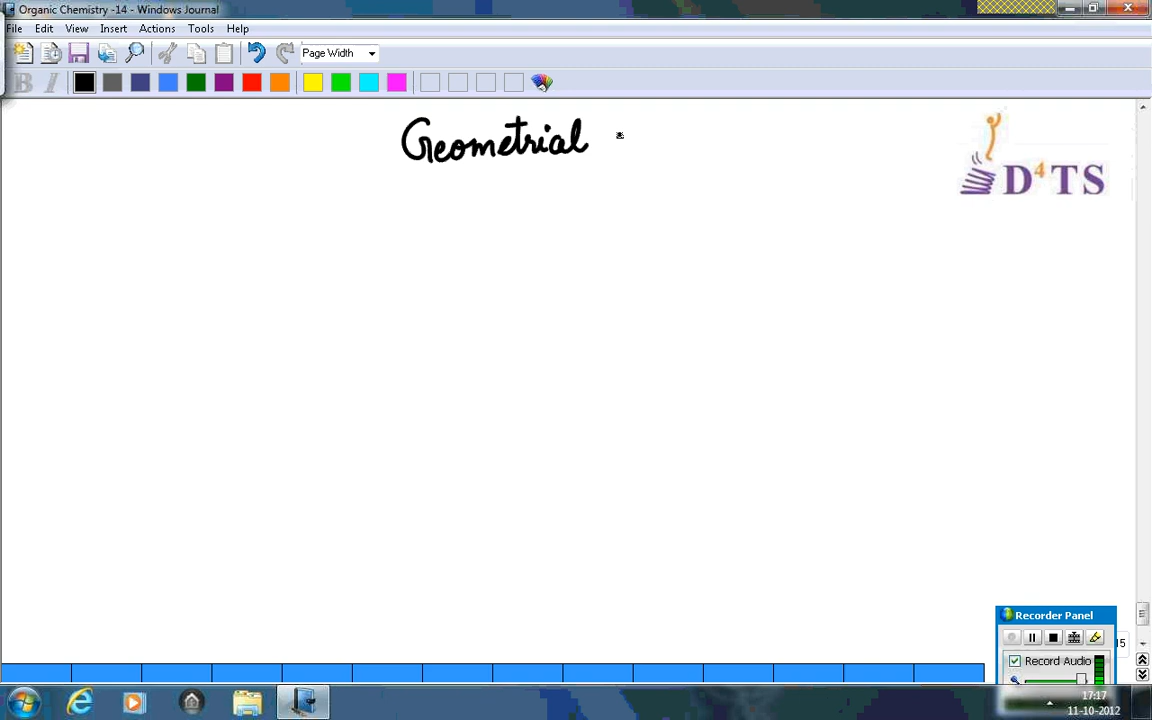 Organic Chemistry -14 - Windows Journal
File Edit View Insert Actions Tools Help
Page Width
B I
Geometrial
D4TS
Recorder Panel
15
Record Audio
17:17
11-10-2012